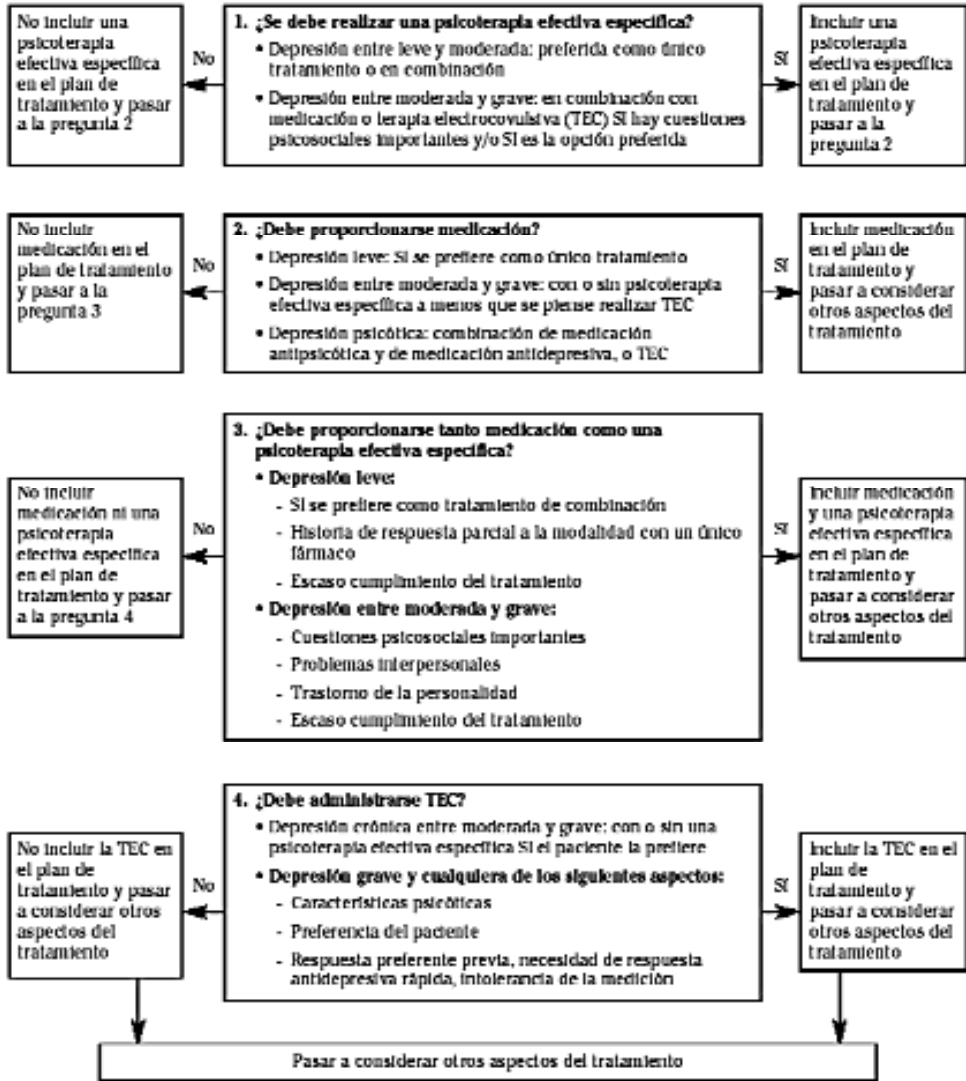 No incluir una
psicoterapia
efectiva específica
en el plan de
tratamiento y pasar
a la pregunta 2
No
1. ¿Se debe realizar una psicoterapia efectiva específica?
• Depresión entre leve y moderada: preferida como único
tratamiento o en combinación
• Depresión entre moderada y grave: en combinación con
medicación o terapia electrocovulsiva (TEC) SI hay cuestiones
psicosociales importantes y/o SI es la opción preferida
Sí
Incluir una
psicoterapia
efectiva específica
en el plan de
tratamiento y
pasar a la
pregunta 2
No incluir
medicación en el
plan de tratamiento
y pasar a la
pregunta 3
No
2. ¿Debe proporcionarse medicación?
• Depresión leve: SI se prefiere como único tratamiento
• Depresión entre moderada y grave: con o sin psicoterapia
efectiva específica a menos que se piense realizar TEC
• Depresión psicótica: combinación de medicación
antipsicótica y de medicación antidepresiva, o TEC
Sí
Incluir medicación
en el plan de
tratamiento y
pasar a considerar
otros aspectos del
tratamiento
No incluir
medicación ni una
psicoterapia
efectiva específica
en el plan de
tratamiento y pasar
a la pregunta 4
No
3. ¿Debe proporcionarse tanto medicación como una
psicoterapia efectiva específica?
• Depresión leve:
- SI se prefiere como tratamiento de combinación
- Historia de respuesta parcial a la modalidad con un único
fármaco
- Escaso cumplimiento del tratamiento
• Depresión entre moderada y grave:
- Cuestiones psicosociales importantes
- Problemas interpersonales
- Trastorno de la personalidad
- Escaso cumplimiento del tratamiento
Sí
Incluir medicación
y una psicoterapia
efectiva específica
en el plan de
tratamiento y
pasar a considerar
otros aspectos del
tratamiento
No incluir la TEC en
el plan de
tratamiento y pasar
a considerar otros
aspectos del
tratamiento
No
4. ¿Debe administrarse TEC?
• Depresión crónica entre moderada y grave: con o sin una
psicoterapia efectiva específica SI el paciente la prefiere
• Depresión grave y cualquiera de los siguientes aspectos:
- Características psicóticas
- Preferencia del paciente
- Respuesta preferente previa, necesidad de respuesta
antidepresiva rápida, intolerancia de la medición
Sí
Incluir la TEC en el
plan de
tratamiento y
pasar a considerar
otros aspectos del
tratamiento
Pasar a considerar otros aspectos del tratamiento